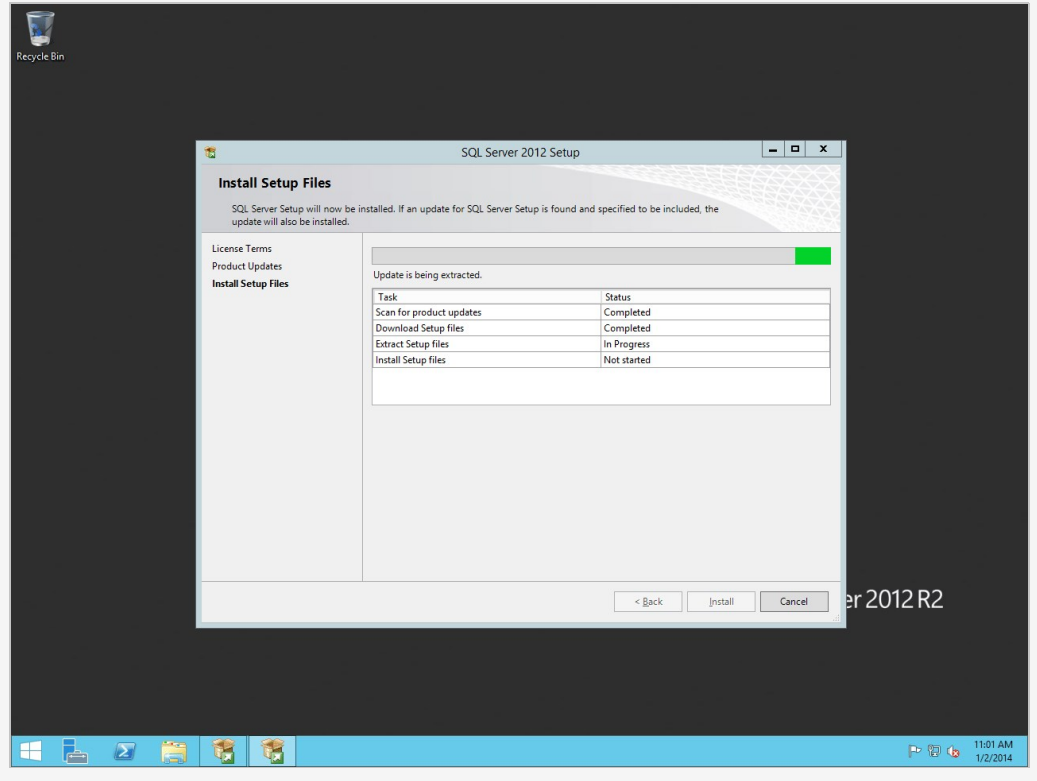 Recycle Bin
SQL Server 2012 Setup
Install Setup Files
SQL Server Setup will now be installed. If an update for SQL Server Setup is found and specified to be included, the
update will also be installed.
License Terms
Product Updates
Install Setup Files
Update is being extracted.
Task Status
Scan for product updates Completed
Download Setup files Completed
Extract Setup files In Progress
Install Setup files Not started
< Back Install Cancel
er 2012 R2
11:01 AM
1/2/2014